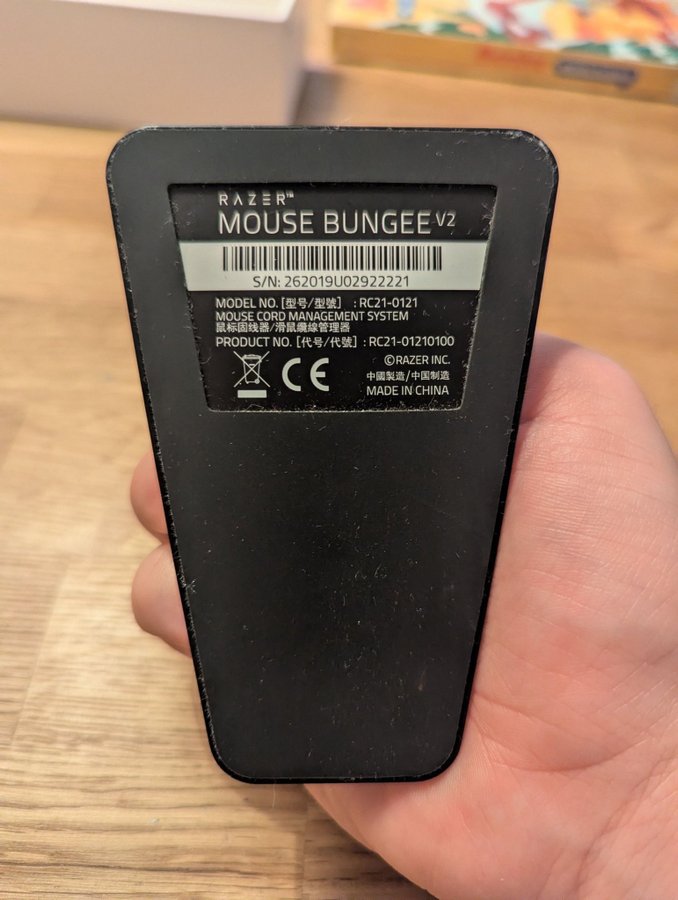 RAZER™
MOUSE BUNGEE V2
S/N: 262019U02922221
MODEL NO. [型号/型號] : RC21-0121
MOUSE CORD MANAGEMENT SYSTEM
鼠标固线器/滑鼠纜線管理器
PRODUCT NO. [代号/代號] : RC21-01210100
CE
©RAZER INC.
中國製造/中国制造
MADE IN CHINA